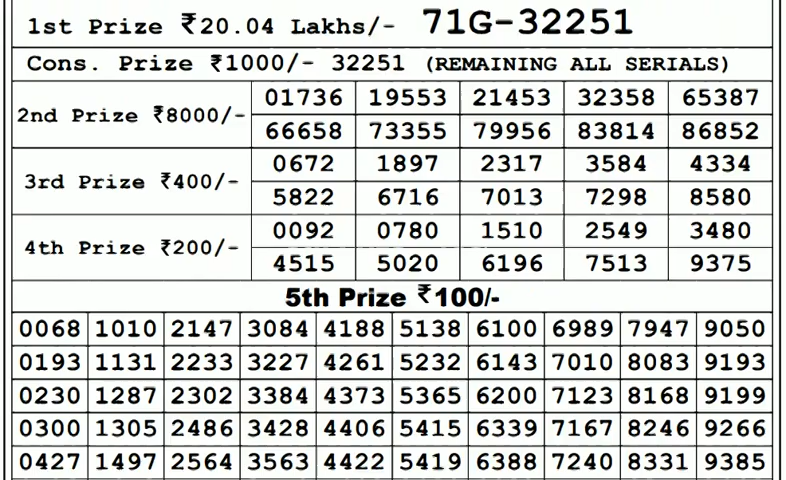 1st Prize ₹20.04 Lakhs/- 71G-32251
Cons. Prize ₹1000/- 32251 (REMAINING ALL SERIALS)
2nd Prize ₹8000/-
01736 19553 21453 32358 65387
66658 73355 79956 83814 86852
3rd Prize ₹400/-
0672 1897 2317 3584 4334
5822 6716 7013 7298 8580
4th Prize ₹200/-
0092 0780 1510 2549 3480
4515 5020 6196 7513 9375
5th Prize ₹100/-
0068 1010 2147 3084 4188 5138 6100 6989 7947 9050
0193 1131 2233 3227 4261 5232 6143 7010 8083 9193
0230 1287 2302 3384 4373 5365 6200 7123 8168 9199
0300 1305 2486 3428 4406 5415 6339 7167 8246 9266
0427 1497 2564 3563 4422 5419 6388 7240 8331 9385